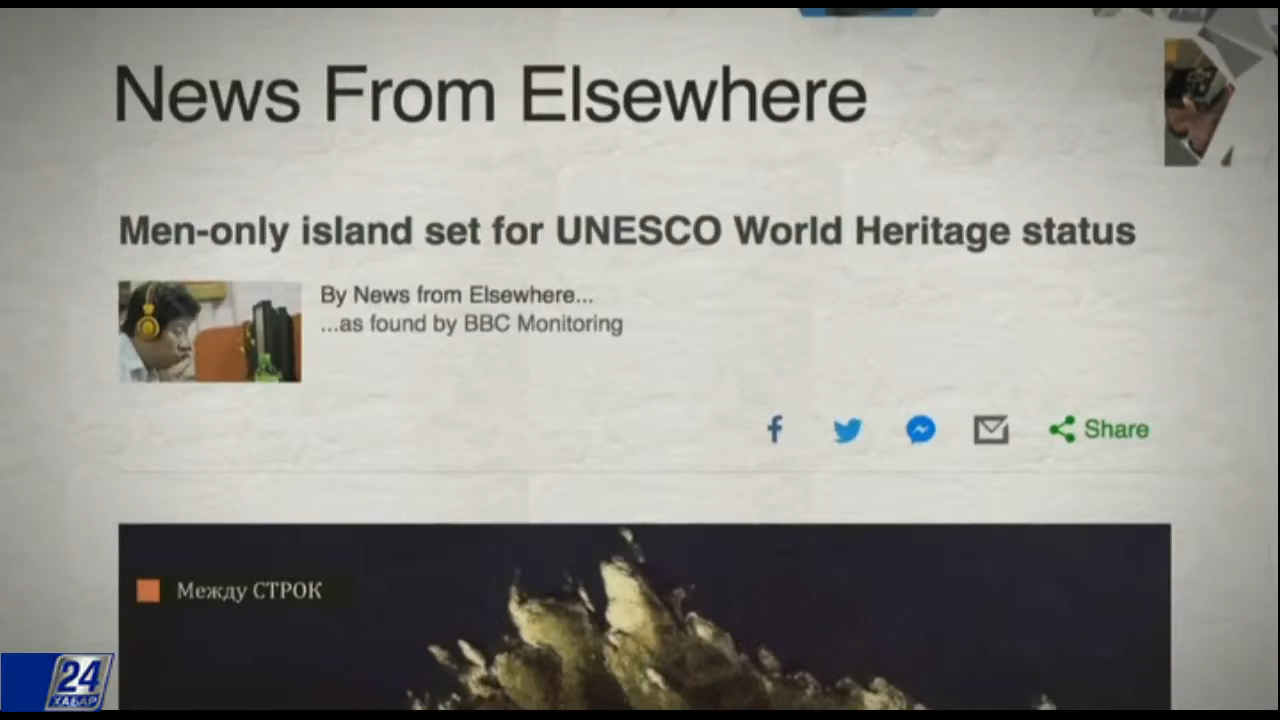 News From Elsewhere
Men-only island set for UNESCO World Heritage status
By News from Elsewhere...
...as found by BBC Monitoring
Share
Между СТРОК
24
ХАБАР